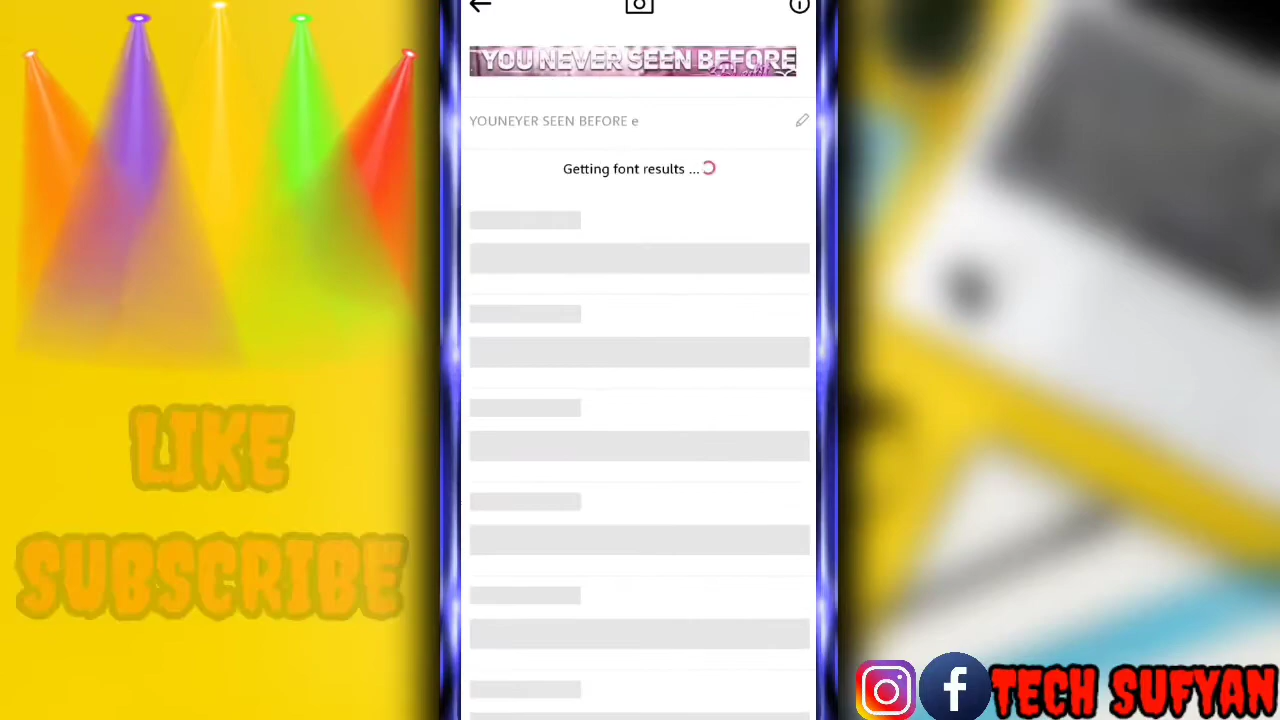 YOU NEVER SEEN BEFORE
YOUNEYER SEEN BEFORE e
Getting font results ...
LIKE
SUBSCRIBE
TECH SUFYAN